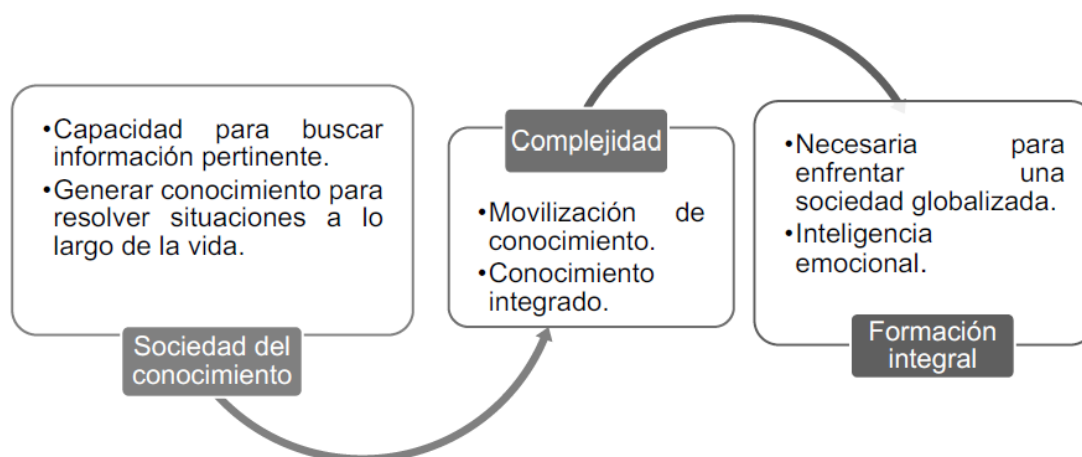 •Capacidad para buscar
información pertinente.
•Generar conocimiento para
resolver situaciones a lo
largo de la vida.
Sociedad del
conocimiento
Complejidad
•Movilización de
conocimiento.
•Conocimiento
integrado.
•Necesaria para
enfrentar una
sociedad globalizada.
•Inteligencia
emocional.
Formación
integral